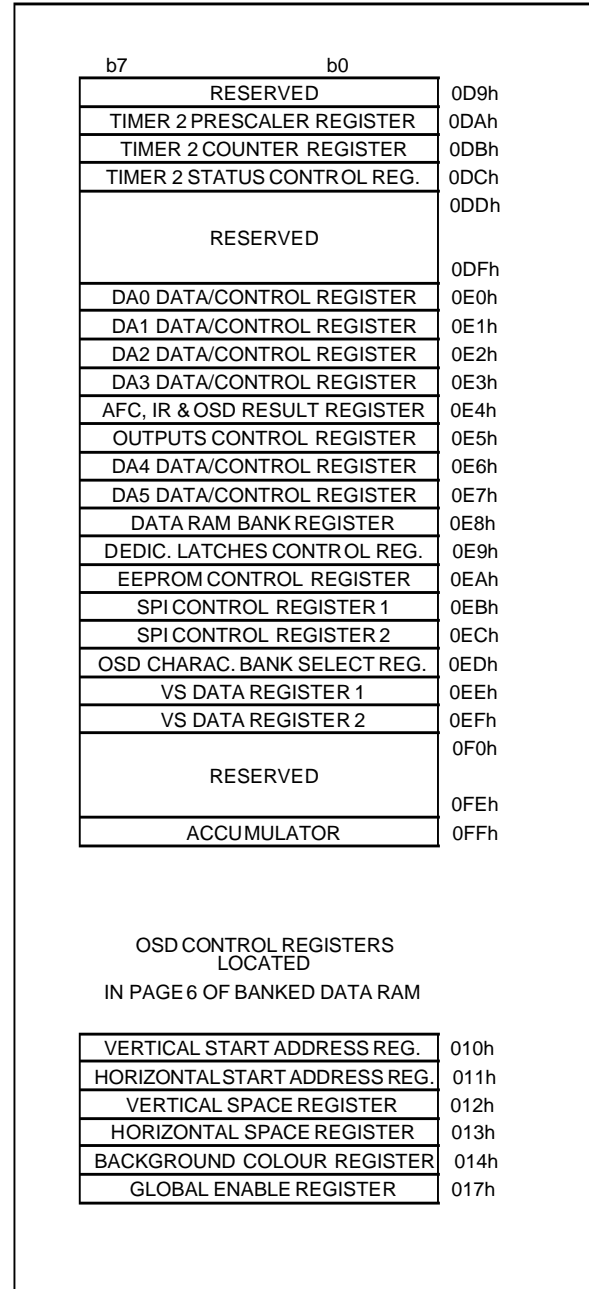 b7 b0
RESERVED 0D9h
TIMER 2 PRESCALER REGISTER 0DAh
TIMER 2 COUNTER REGISTER 0DBh
TIMER 2 STATUS CONTROL REG. 0DCh
0DDh
RESERVED
0DFh
DA0 DATA/CONTROL REGISTER 0E0h
DA1 DATA/CONTROL REGISTER 0E1h
DA2 DATA/CONTROL REGISTER 0E2h
DA3 DATA/CONTROL REGISTER 0E3h
AFC, IR & OSD RESULT REGISTER 0E4h
OUTPUTS CONTROL REGISTER 0E5h
DA4 DATA/CONTROL REGISTER 0E6h
DA5 DATA/CONTROL REGISTER 0E7h
DATA RAM BANK REGISTER 0E8h
DEDIC. LATCHES CONTROL REG. 0E9h
EEPROM CONTROL REGISTER 0EAh
SPI CONTROL REGISTER 1 0EBh
SPI CONTROL REGISTER 2 0ECh
OSD CHARAC. BANK SELECT REG. 0EDh
VS DATA REGISTER 1 0EEh
VS DATA REGISTER 2 0EFh
0F0h
RESERVED
0FEh
ACCUMULATOR 0FFh
OSD CONTROL REGISTERS
LOCATED
IN PAGE 6 OF BANKED DATA RAM
VERTICAL START ADDRESS REG. 010h
HORIZONTAL START ADDRESS REG. 011h
VERTICAL SPACE REGISTER 012h
HORIZONTAL SPACE REGISTER 013h
BACKGROUND COLOUR REGISTER 014h
GLOBAL ENABLE REGISTER 017h